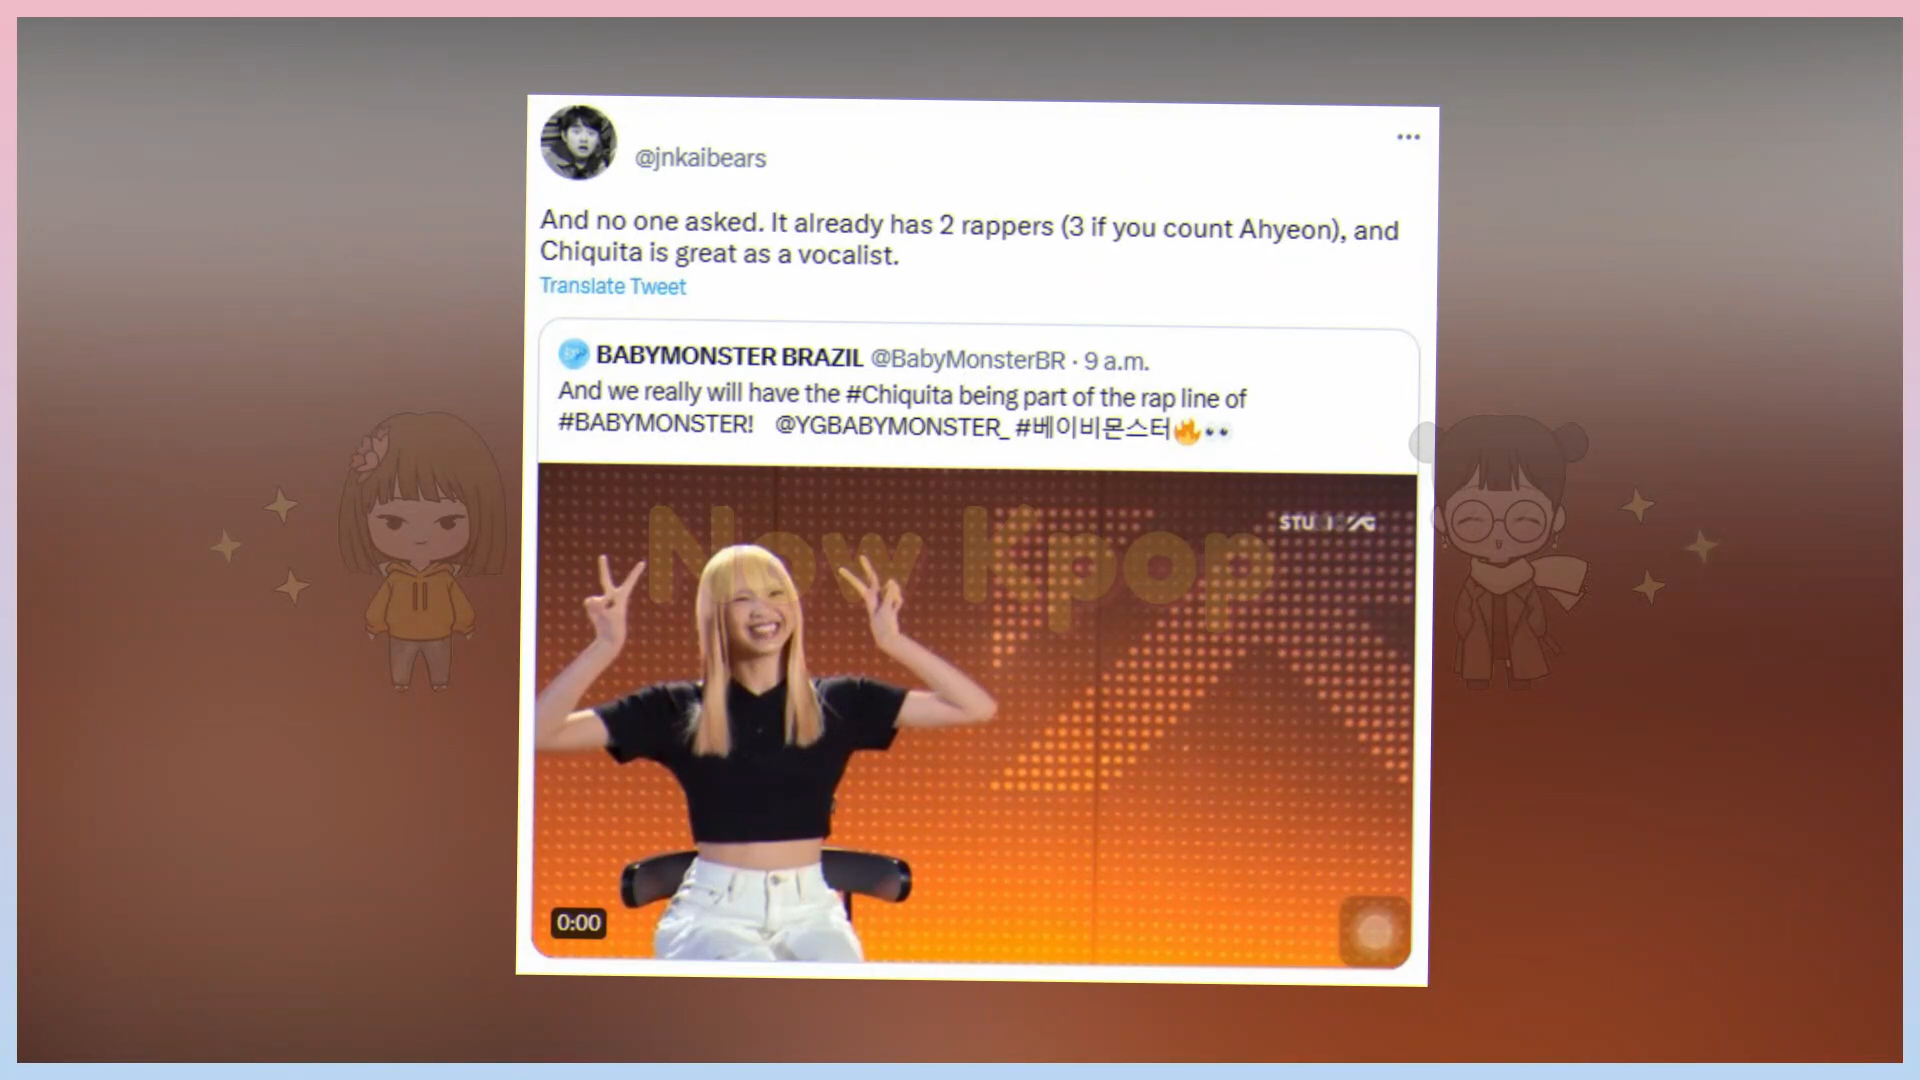 @jnkaibears
And no one asked. It already has 2 rappers (3 if you count Ahyeon), and
Chiquita is great as a vocalist.
Translate Tweet
BABYMONSTER BRAZIL @BabyMonsterBR · 9 a.m.
And we really will have the #Chiquita being part of the rap line of
#BABYMONSTER! @YGBABYMONSTER_ #베이비몬스터🔥👀
Now Kpop
0:00